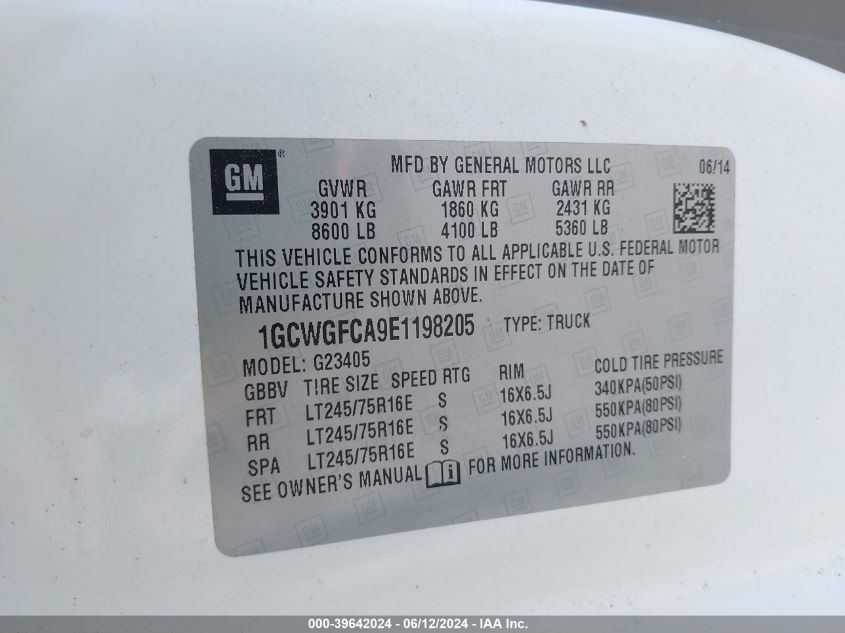 GM ®
MFD BY GENERAL MOTORS LLC 06/14
GVWR GAWR FRT GAWR RR
3901 KG 1860 KG 2431 KG
8600 LB 4100 LB 5360 LB
THIS VEHICLE CONFORMS TO ALL APPLICABLE U.S. FEDERAL MOTOR
VEHICLE SAFETY STANDARDS IN EFFECT ON THE DATE OF
MANUFACTURE SHOWN ABOVE.
1GCWGFCA9E1198205 TYPE: TRUCK
MODEL: G23405
GBBV TIRE SIZE SPEED RTG RIM COLD TIRE PRESSURE
FRT LT245/75R16E S 16X6.5J 340KPA(50PSI)
RR LT245/75R16E S 16X6.5J 550KPA(80PSI)
SPA LT245/75R16E S 16X6.5J 550KPA(80PSI)
SEE OWNER'S MANUAL FOR MORE INFORMATION.
000-39642024 - 06/12/2024 - IAA Inc.